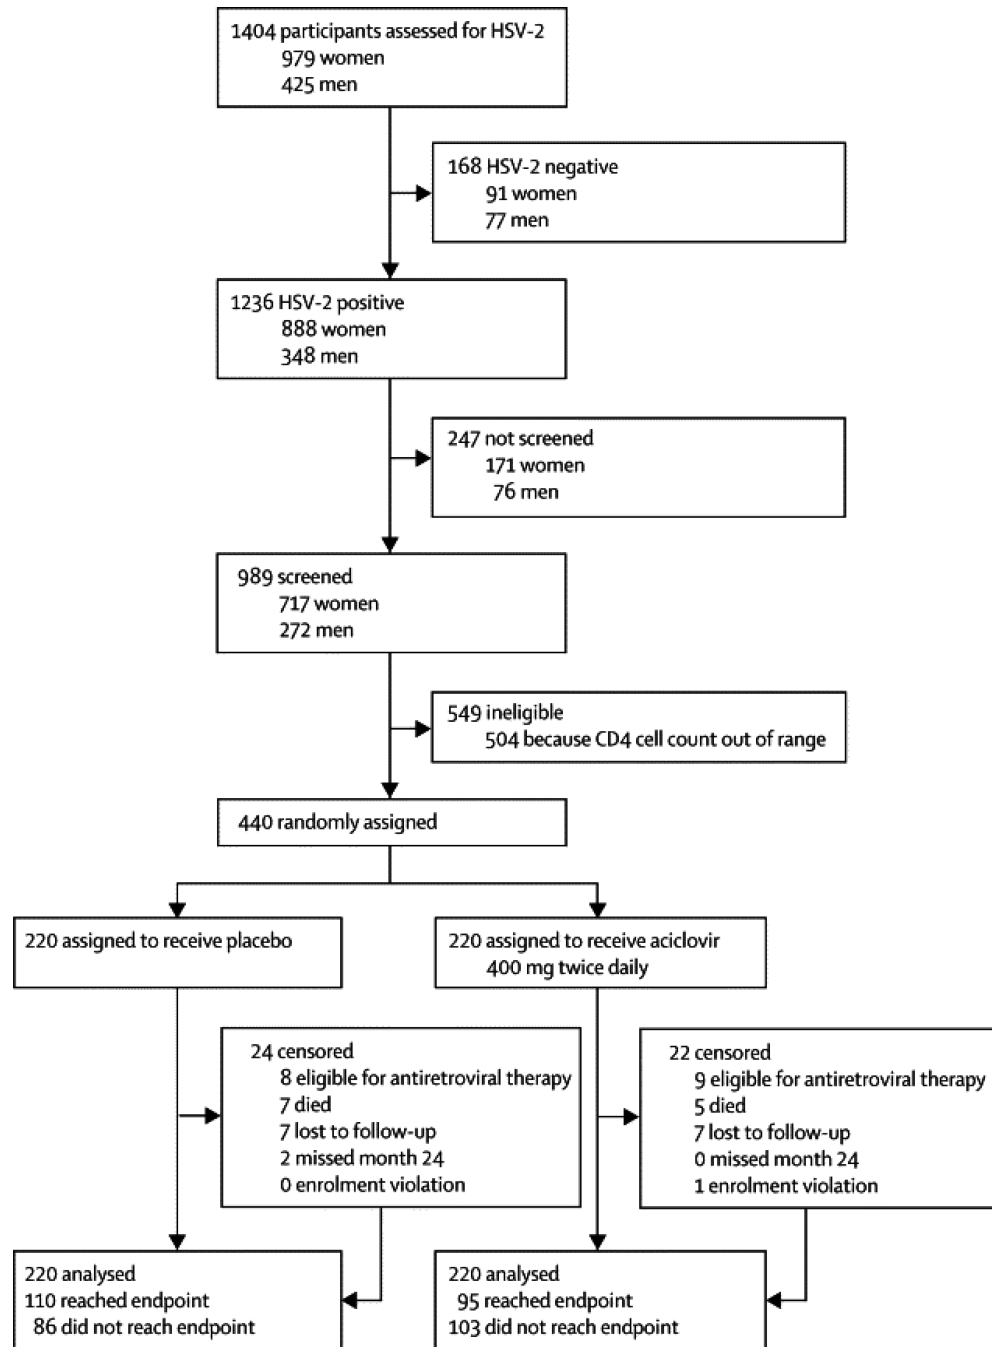 1404 participants assessed for HSV-2
979 women
425 men
168 HSV-2 negative
91 women
77 men
1236 HSV-2 positive
888 women
348 men
247 not screened
171 women
76 men
989 screened
717 women
272 men
549 ineligible
504 because CD4 cell count out of range
440 randomly assigned
220 assigned to receive placebo
220 assigned to receive aciclovir
400 mg twice daily
24 censored
8 eligible for antiretroviral therapy
7 died
7 lost to follow-up
2 missed month 24
0 enrolment violation
22 censored
9 eligible for antiretroviral therapy
5 died
7 lost to follow-up
0 missed month 24
1 enrolment violation
220 analysed
110 reached endpoint
86 did not reach endpoint
220 analysed
95 reached endpoint
103 did not reach endpoint